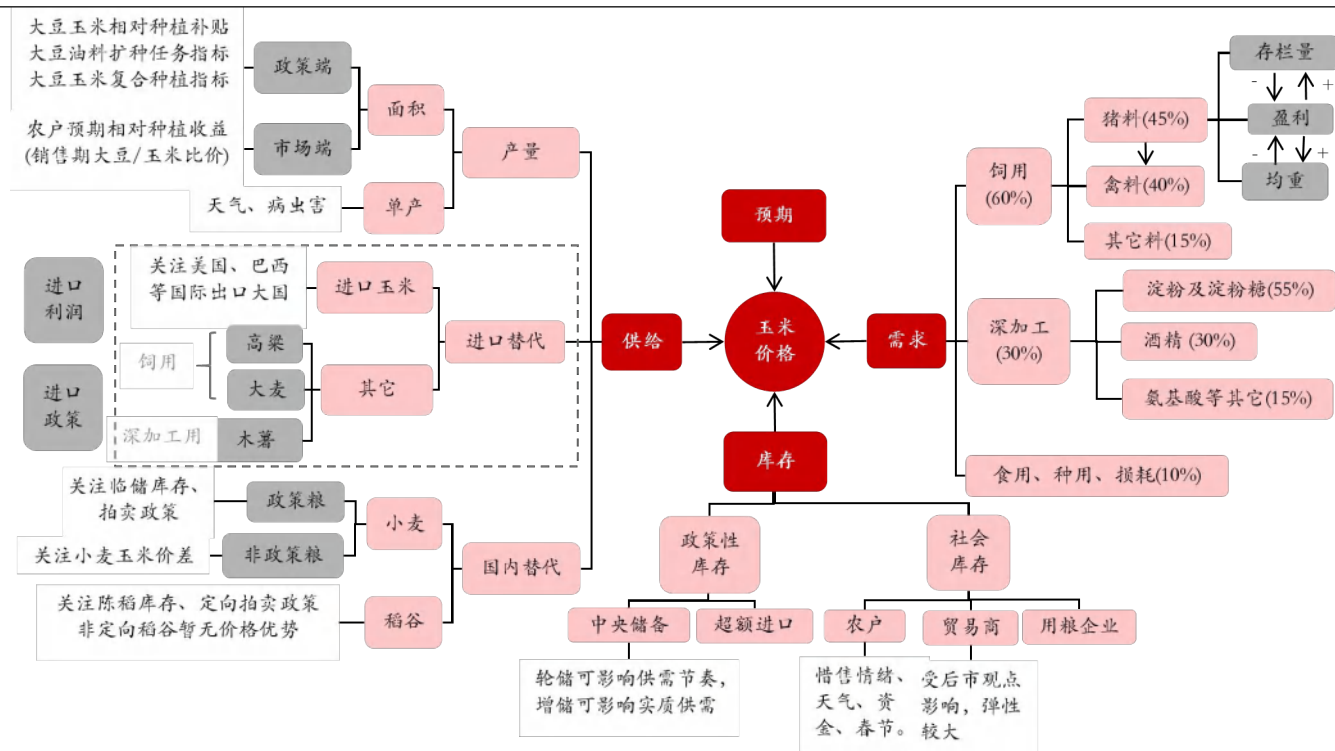 大豆玉米相对种植补贴
大豆油料扩种任务指标
大豆玉米复合种植指标
政策端
农户预期相对种植收益
(销售期大豆/玉米比价)
市场端
面积
天气、病出害
单产
产量
进口
利润
进口
政策
关注美国、巴西
等国际出口大国
进口玉米
饲用
高粱
大麦
深加工用
木薯
其它
进口替代
关注临储库存、
拍卖政策
政策粮
关注小麦玉米价差
非政策粮
小麦
关注陈稻库存、定向拍卖政策
非定向稻谷暂无价格优势
稻谷
国内替代
供给
预期
玉米
价格
需求
库存
政策性
库存
社会
库存
中央储备
超额进口
农户
贸易商
用粮企业
轮储可影响供需节奏，
增储可影响实质供需
惜售情绪、
天气、资
金、春节。
受后市观点
影响，弹性
较大
饲用
(60%)
猪料(45%)
禽料(40%)
其它料(15%)
存栏量
- +
盈利
- +
均重
深加工
(30%)
淀粉及淀粉糖(55%)
酒精 (30%)
氨基酸等其它(15%)
食用、种用、损耗(10%)